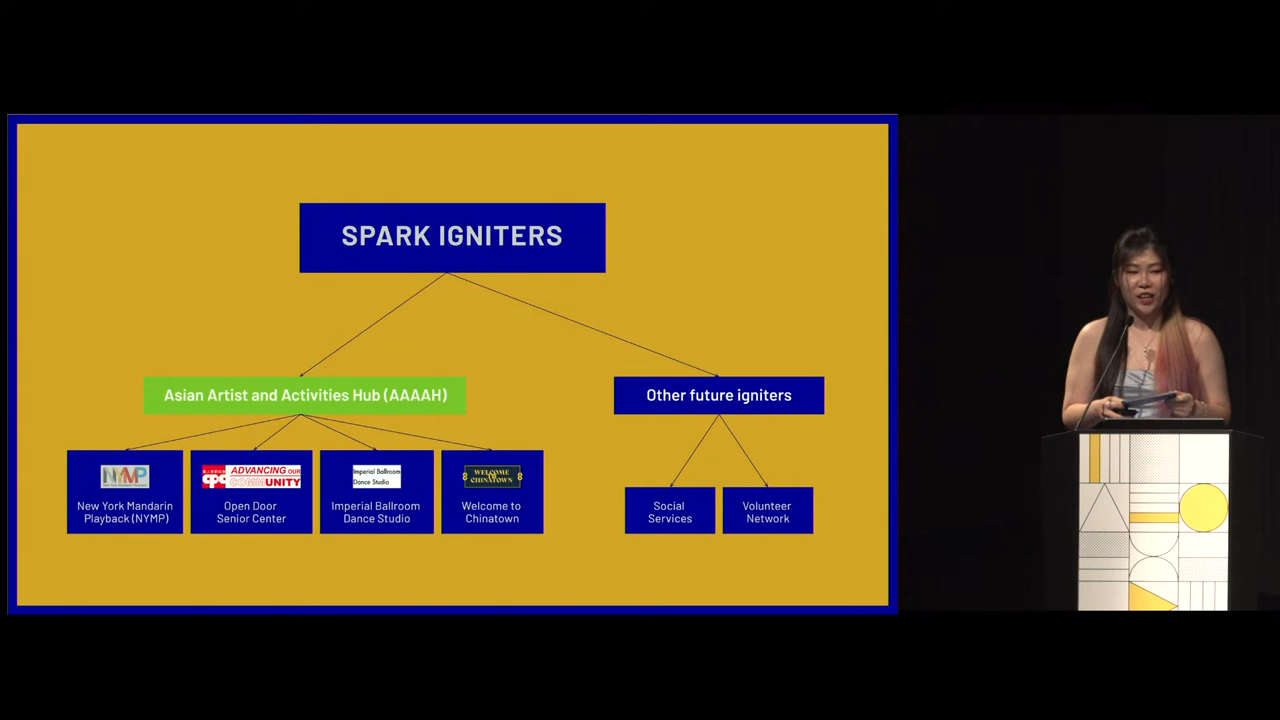 SPARK IGNITERS
Asian Artist and Activities Hub (AAAAH)
Other future igniters
NYMP
New York Mandarin
Playback (NYMP)
cpc ADVANCING OUR
COMMUNITY
Open Door
Senior Center
Imperial Ballroom
Dance Studio
Imperial Ballroom
Dance Studio
WELCOME
TO
CHINATOWN
Welcome to
Chinatown
Social
Services
Volunteer
Network